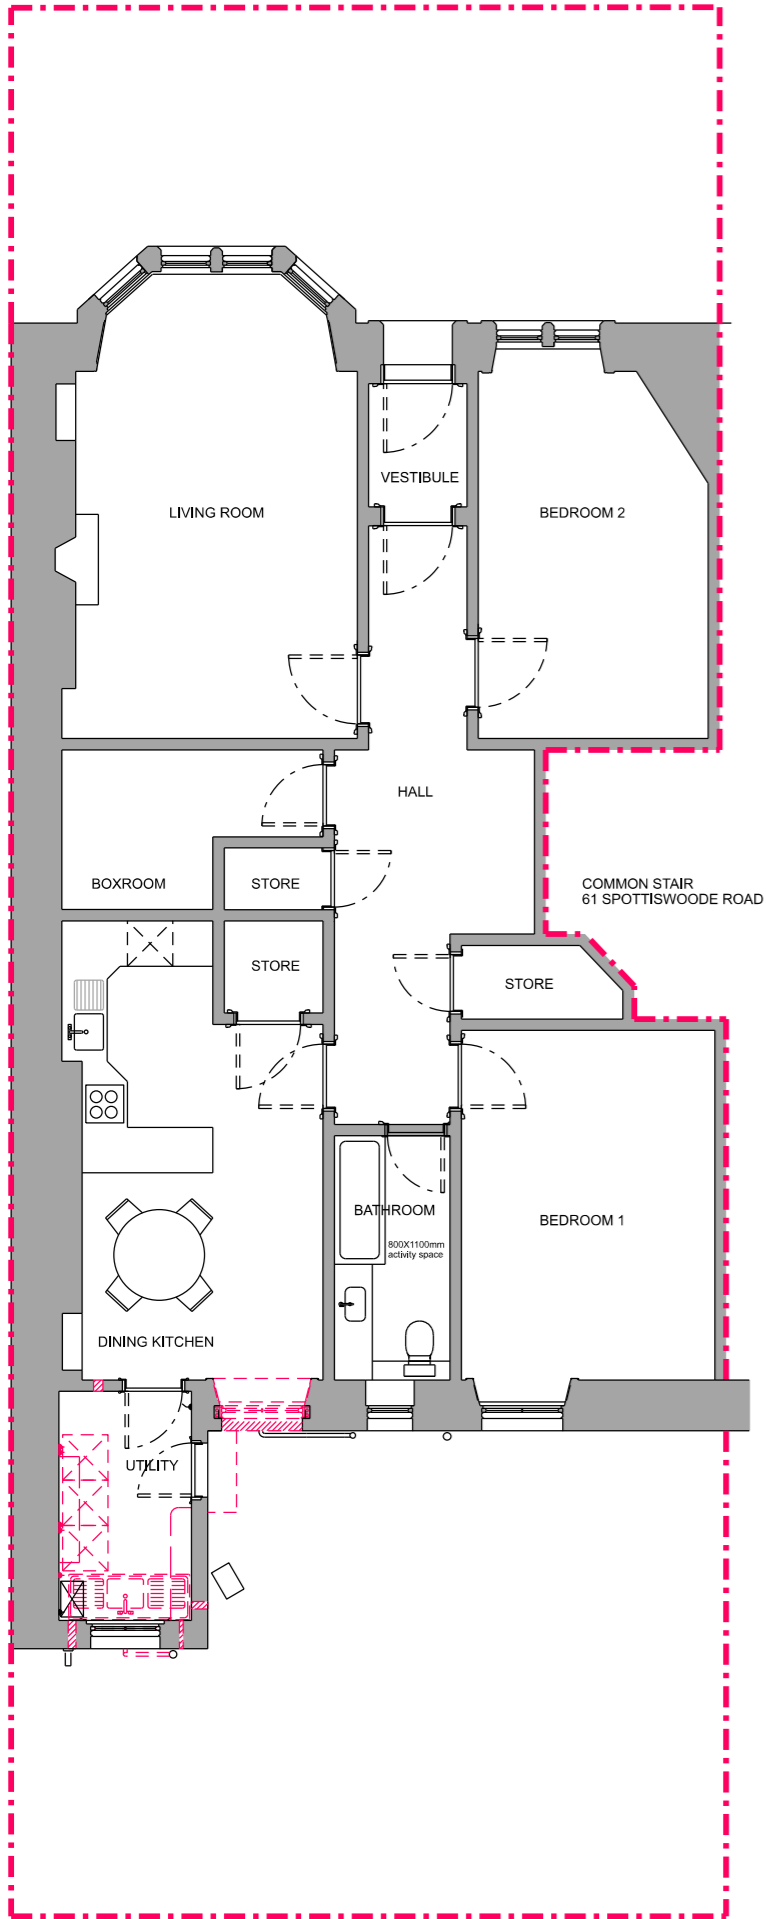 VESTIBULE
LIVING ROOM
BEDROOM 2
HALL
BOXROOM
STORE
COMMON STAIR
61 SPOTTISWOODE ROAD
STORE
STORE
BATHROOM
BEDROOM 1
800X1100mm
activity space
DINING KITCHEN
UTILITY